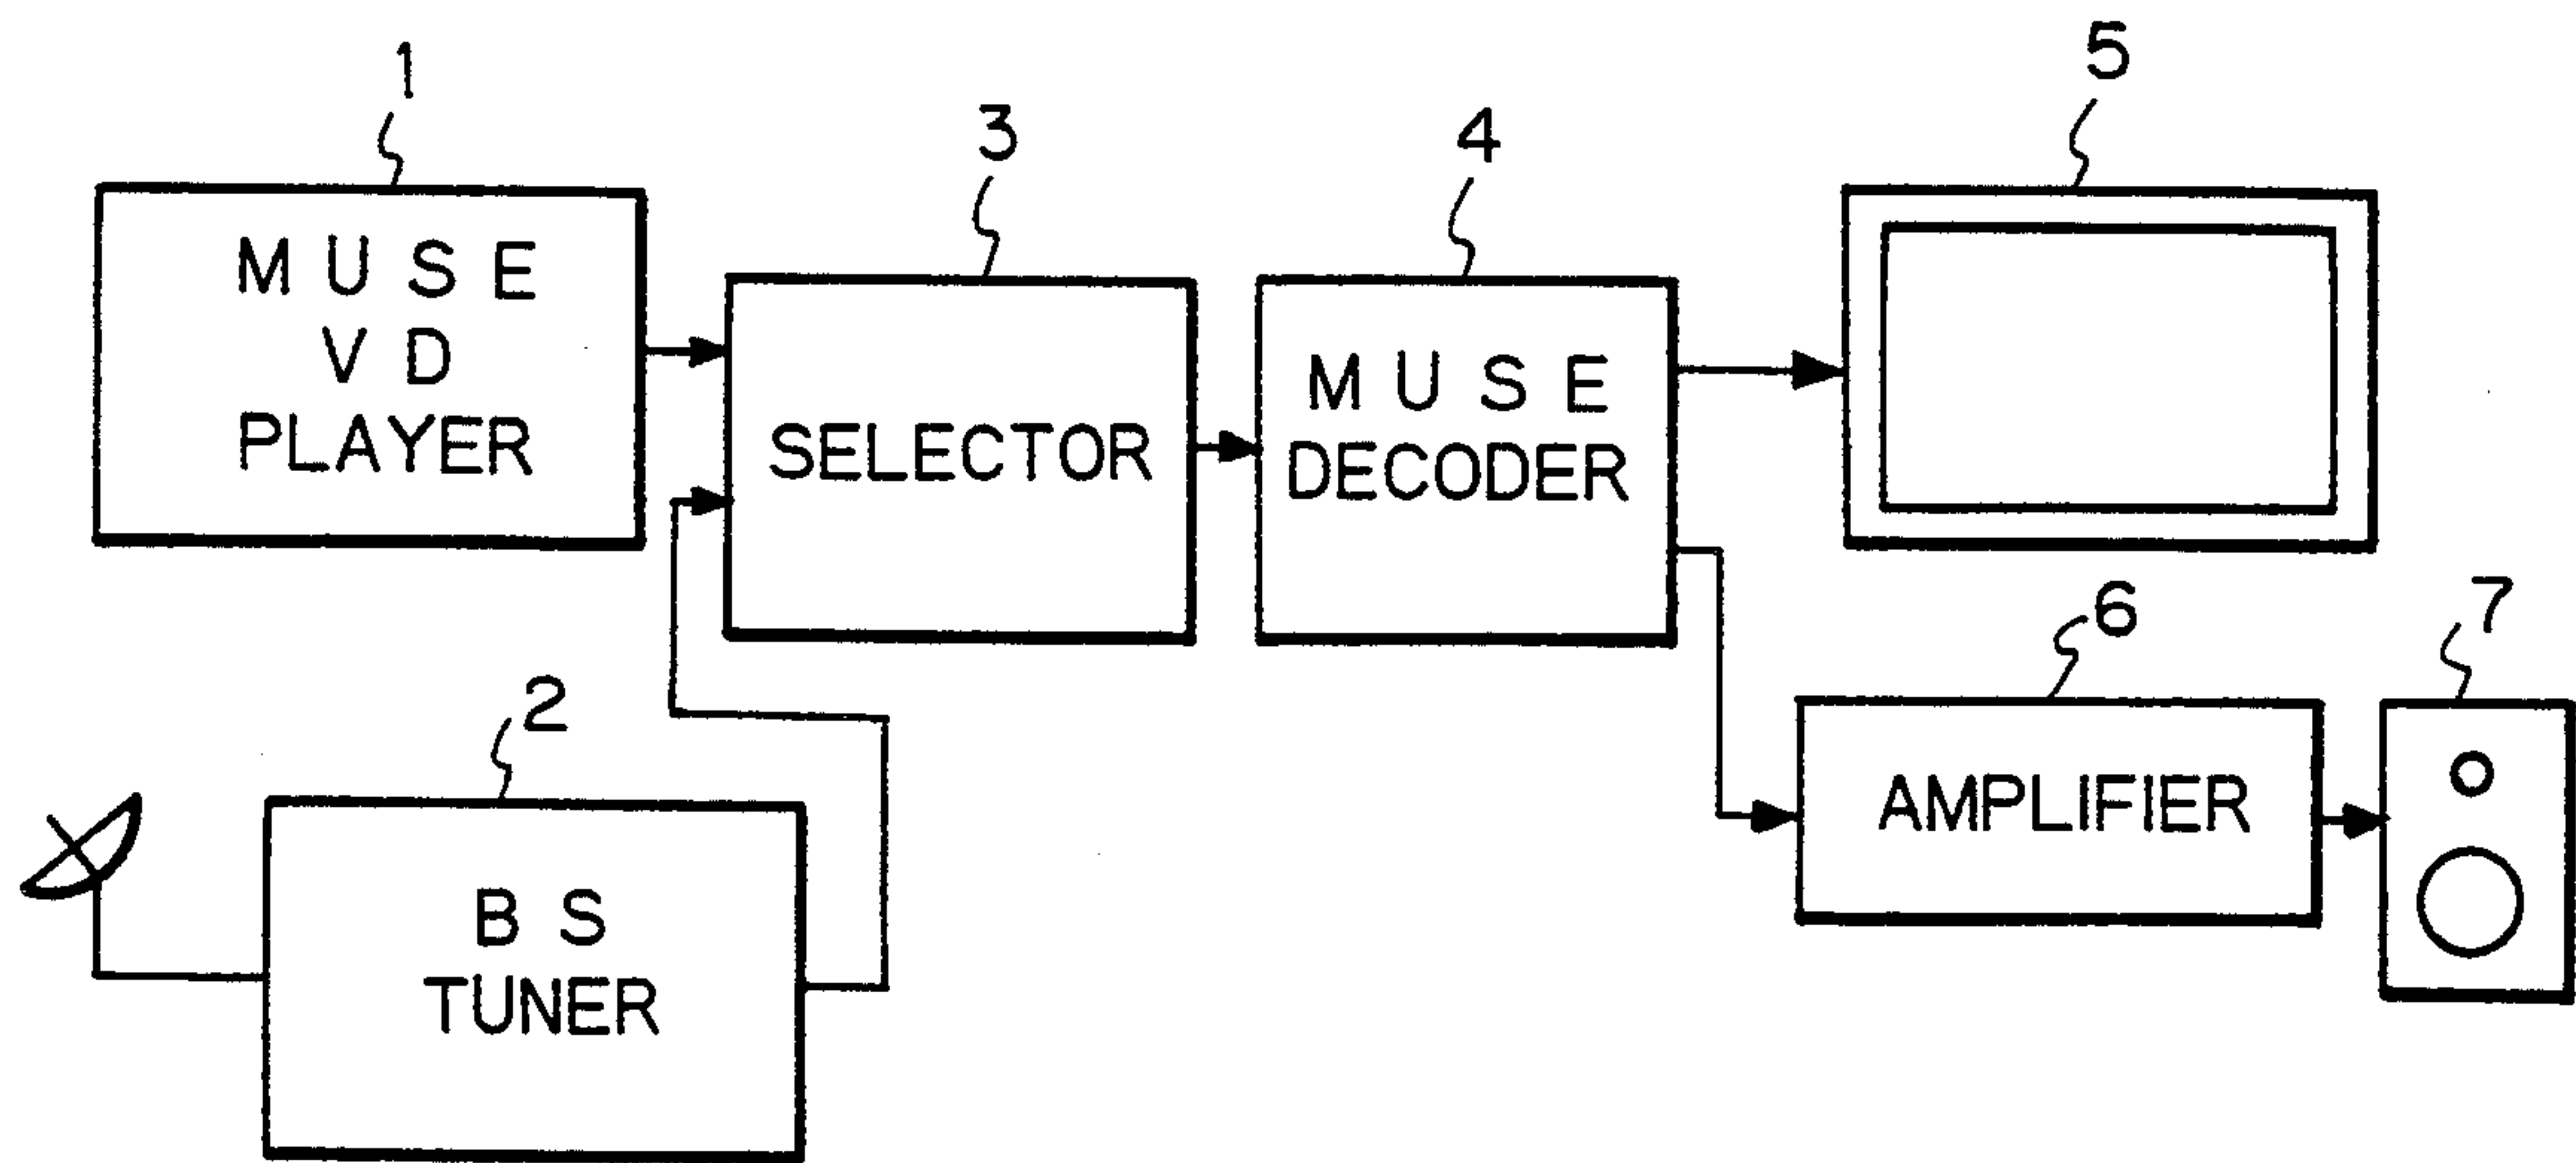 1
M U S E
V D
PLAYER
3
SELECTOR
4
M U S E
DECODER
5
2
B S
TUNER
6
AMPLIFIER
7